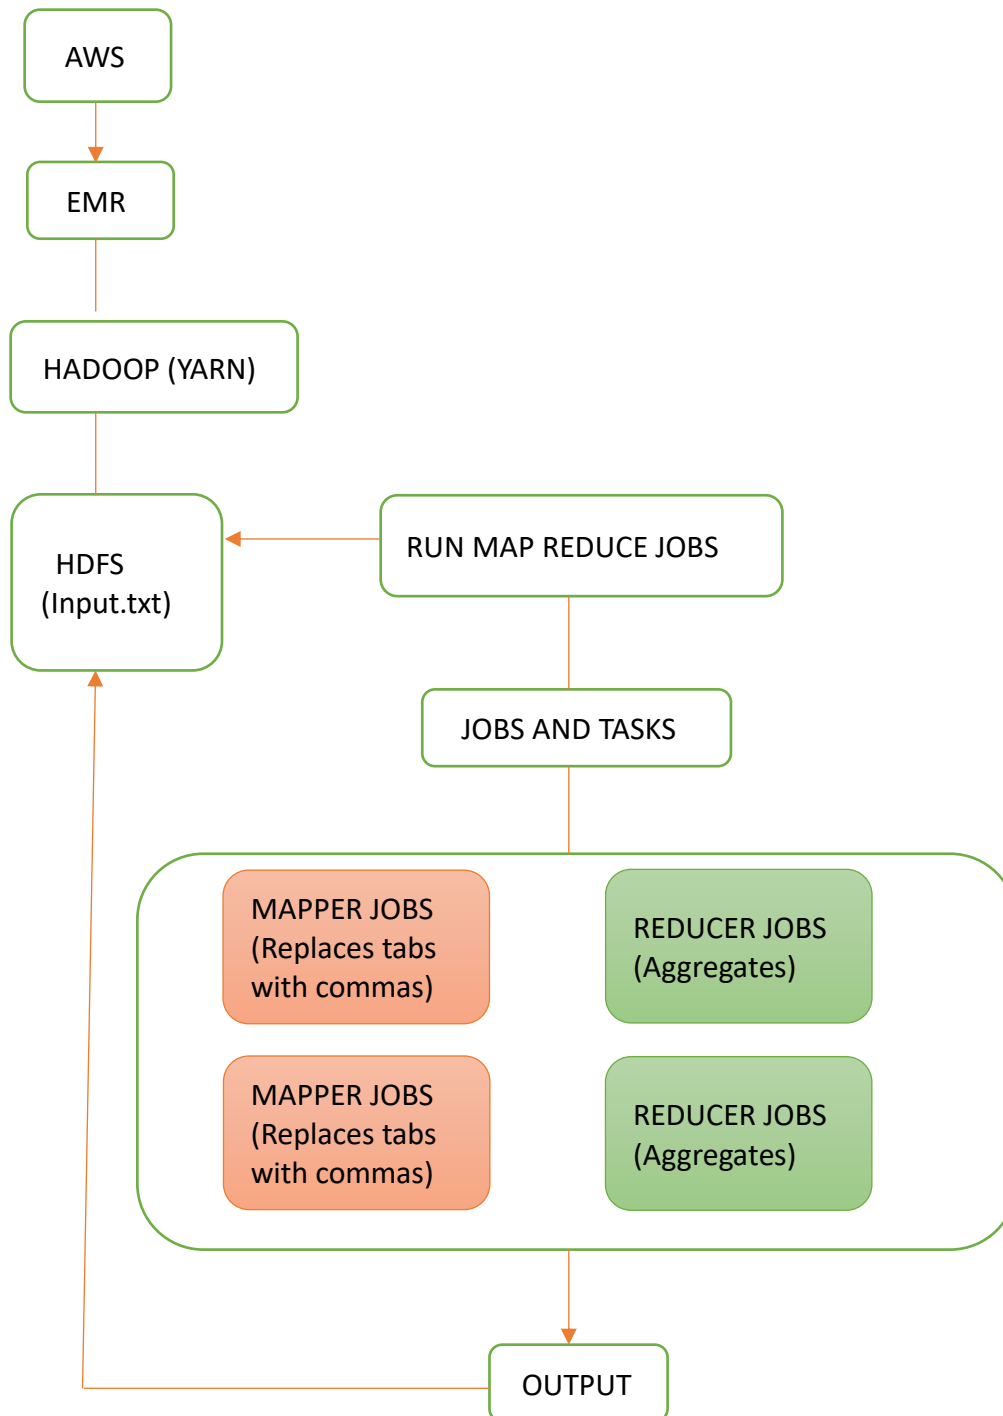 AWS
EMR
HADOOP (YARN)
HDFS
(Input.txt)
RUN MAP REDUCE JOBS
JOBS AND TASKS
MAPPER JOBS
(Replaces tabs
with commas)
REDUCER JOBS
(Aggregates)
MAPPER JOBS
(Replaces tabs
with commas)
REDUCER JOBS
(Aggregates)
OUTPUT